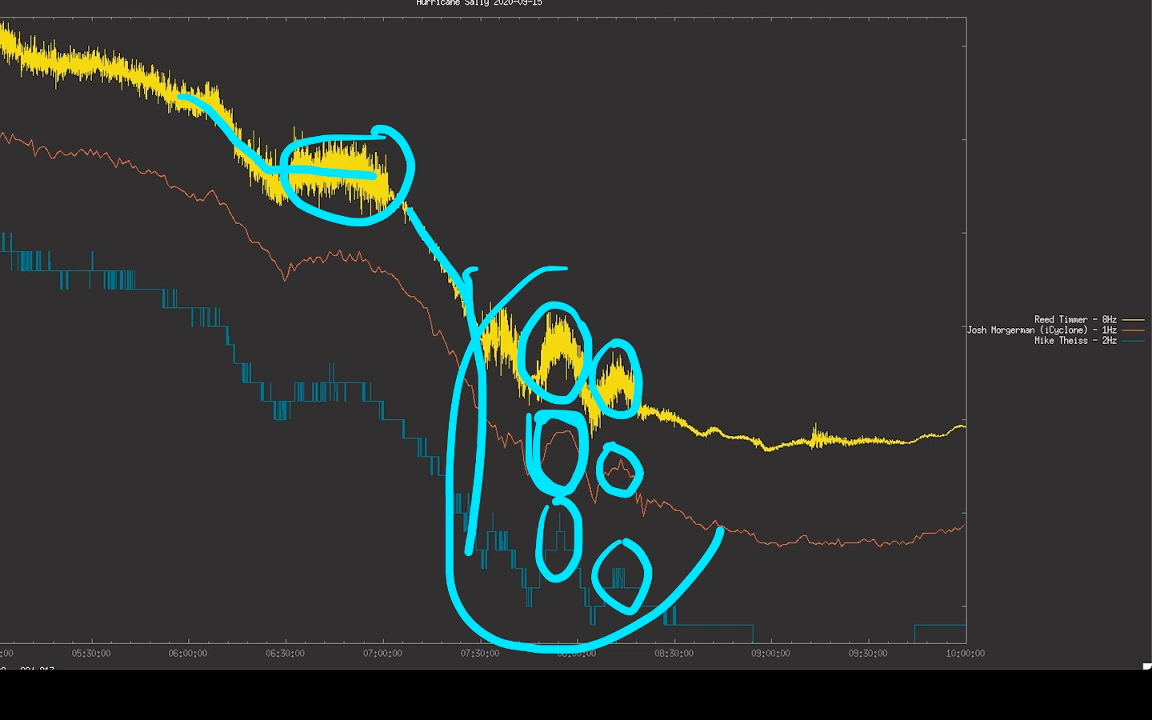 Hurricane Sally 2020-09-15
Reed Timmer - 8Hz
Josh Morgerman (iCyclone) - 1Hz
Mike Theiss - 2Hz
:00 05:30:00 06:00:00 06:30:00 07:00:00 07:30:00 08:30:00 09:00:00 09:30:00 10:00:00